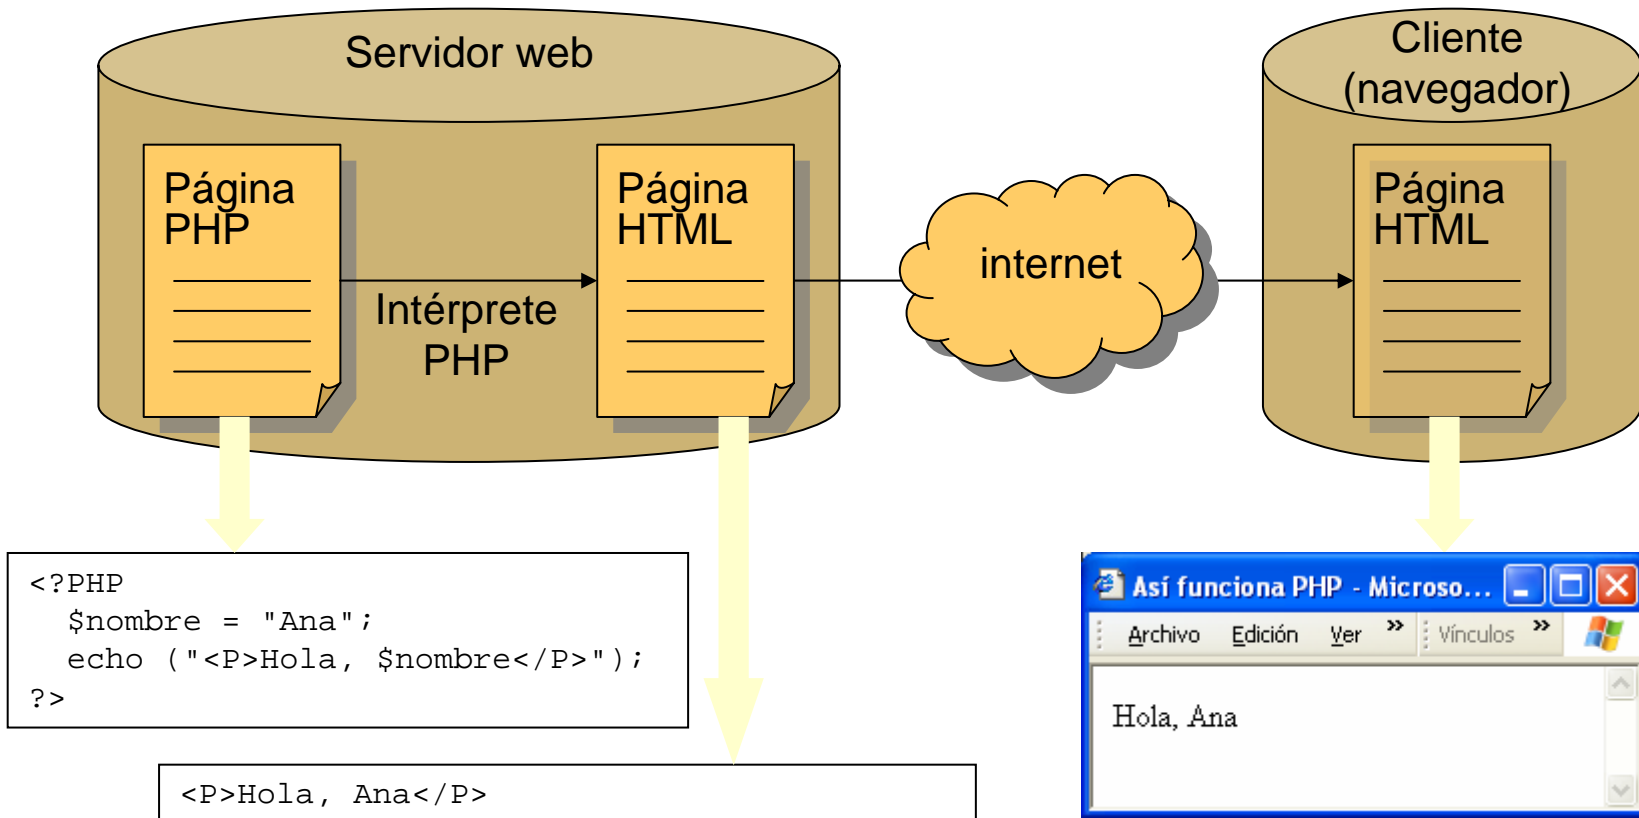 Servidor web
Cliente
(navegador)
Página
PHP
Intérprete
PHP
Página
HTML
internet
Página
HTML
<?PHP
  $nombre = "Ana";
  echo ("<P>Hola, $nombre</P>");
?>
<P>Hola, Ana</P>
Así funciona PHP - Microso...
Archivo Edición Ver » Vínculos »
Hola, Ana